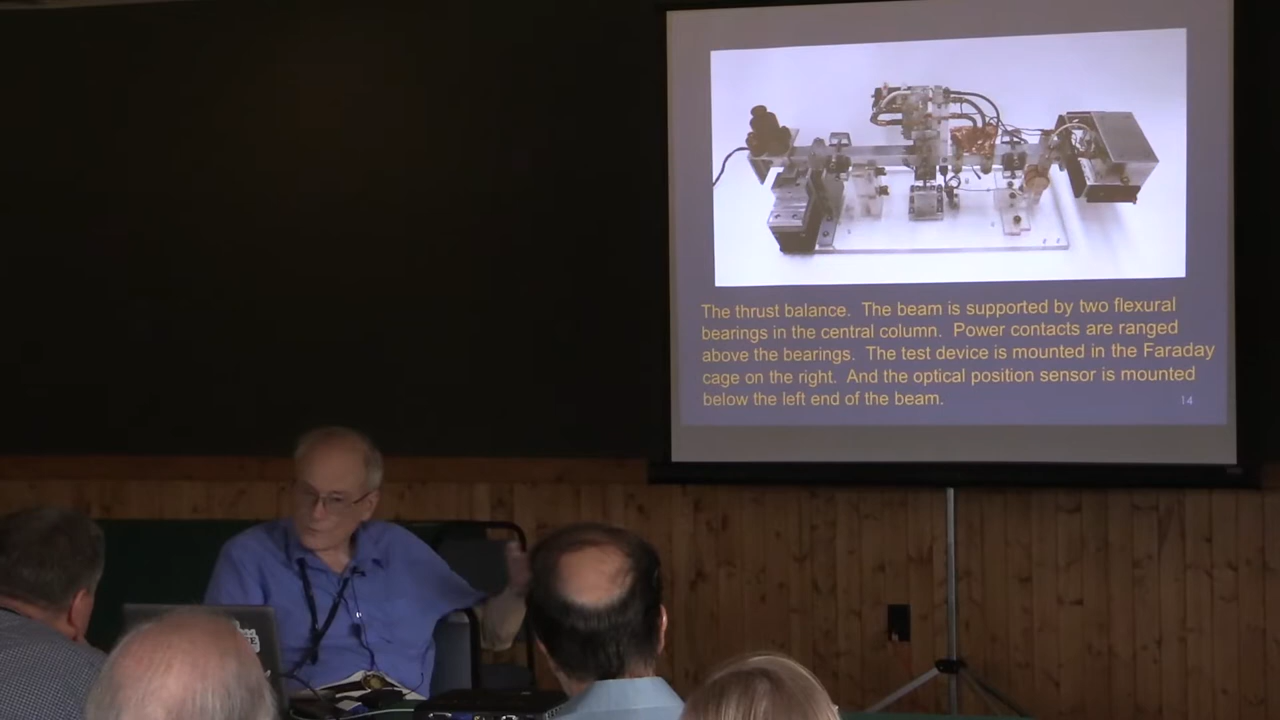 The thrust balance. The beam is supported by two flexural
bearings in the central column. Power contacts are ranged
above the bearings. The test device is mounted in the Faraday
cage on the right. And the optical position sensor is mounted
below the left end of the beam.
14